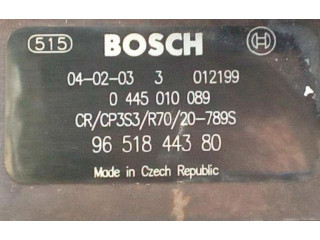 515 BOSCH
04-02-03 3 012199
0 445 010 089
CR/CP3S3/R70/20-789S
96 518 443 80
Made in Czech Republic